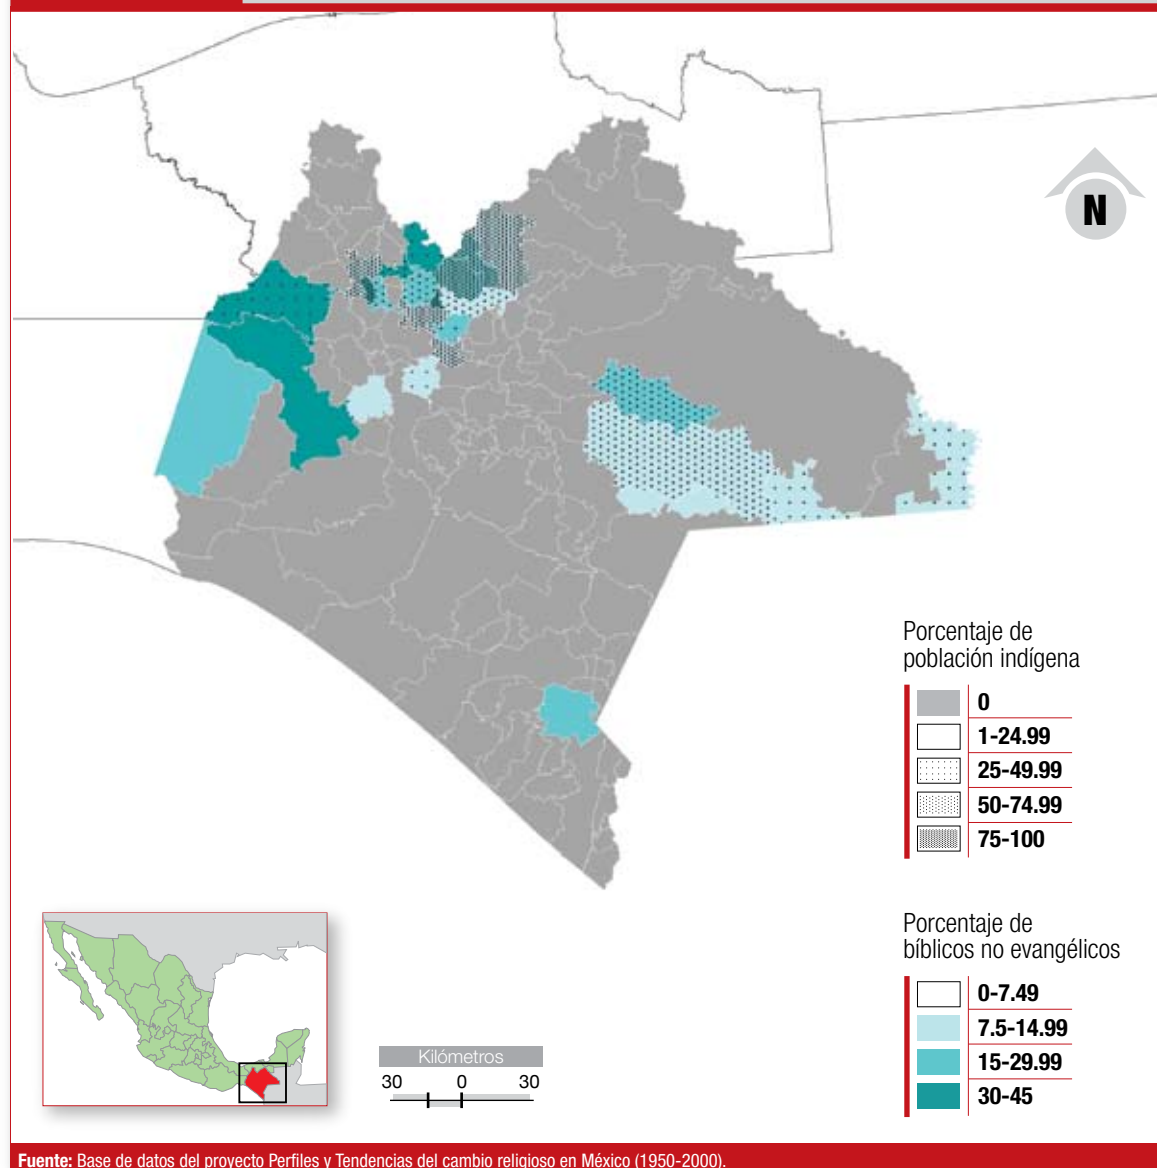 N
Porcentaje de
población indígena
0
1-24.99
25-49.99
50-74.99
75-100
Porcentaje de
bíblicos no evangélicos
0-7.49
7.5-14.99
15-29.99
30-45
Kilómetros
30 0 30
Fuente: Base de datos del proyecto Perfiles y Tendencias del cambio religioso en México (1950-2000).